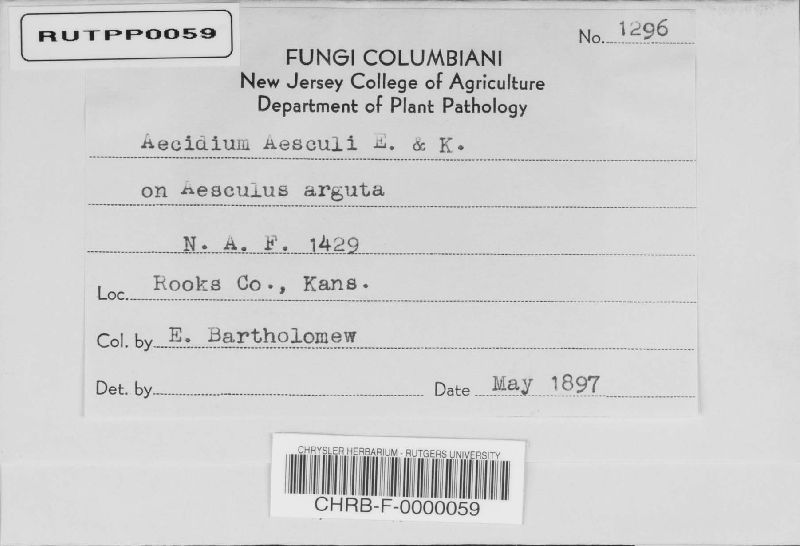 RUTPP0059
No. 1296
FUNGI COLUMBIANI
New Jersey College of Agriculture
Department of Plant Pathology
Aecidium Aesculi E. & K.
on Aesculus arguta
N. A. F. 1429
Loc. Rooks Co., Kans.
Col. by E. Bartholomew
Det. by
Date May 1897
CHRYSLER HERBARIUM - RUTGERS UNIVERSITY
CHRB-F-0000059